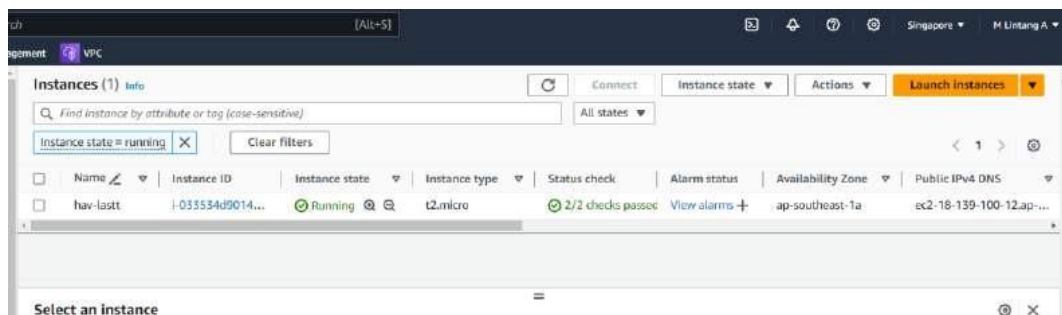 rch [Alt+S] Singapore ▼ M Lintang A ▼
agement VPC
Instances (1) Info Connect Instance state ▼ Actions ▼ Launch instances ▼
Find instance by attribute or tag (case-sensitive) All states ▼
Instance state = running X Clear filters < 1 >
Name Instance ID Instance state Instance type Status check Alarm status Availability Zone Public IPv4 DNS
hav-lastt i-033534d9014... Running t2.micro 2/2 checks passed View alarms + ap-southeast-1a ec2-18-139-100-12.ap-...
Select an instance